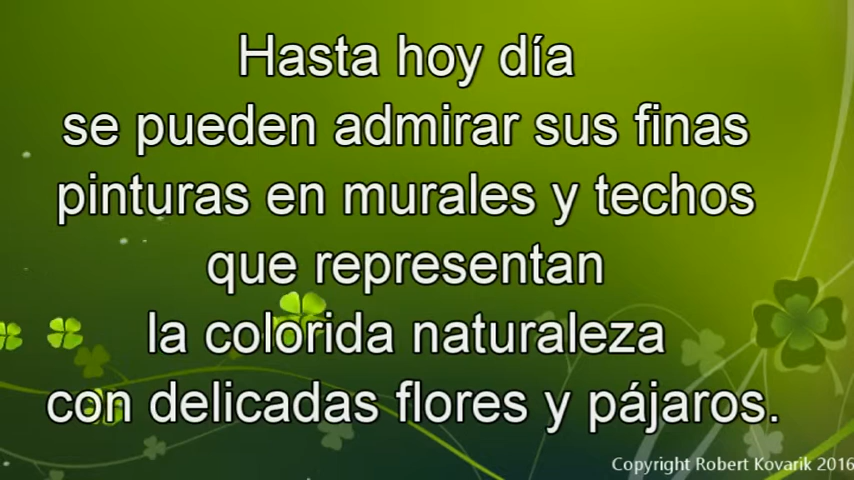 Hasta hoy día
se pueden admirar sus finas
pinturas en murales y techos
que representan
la colorida naturaleza
con delicadas flores y pájaros.
Copyright Robert Kovarik 2016